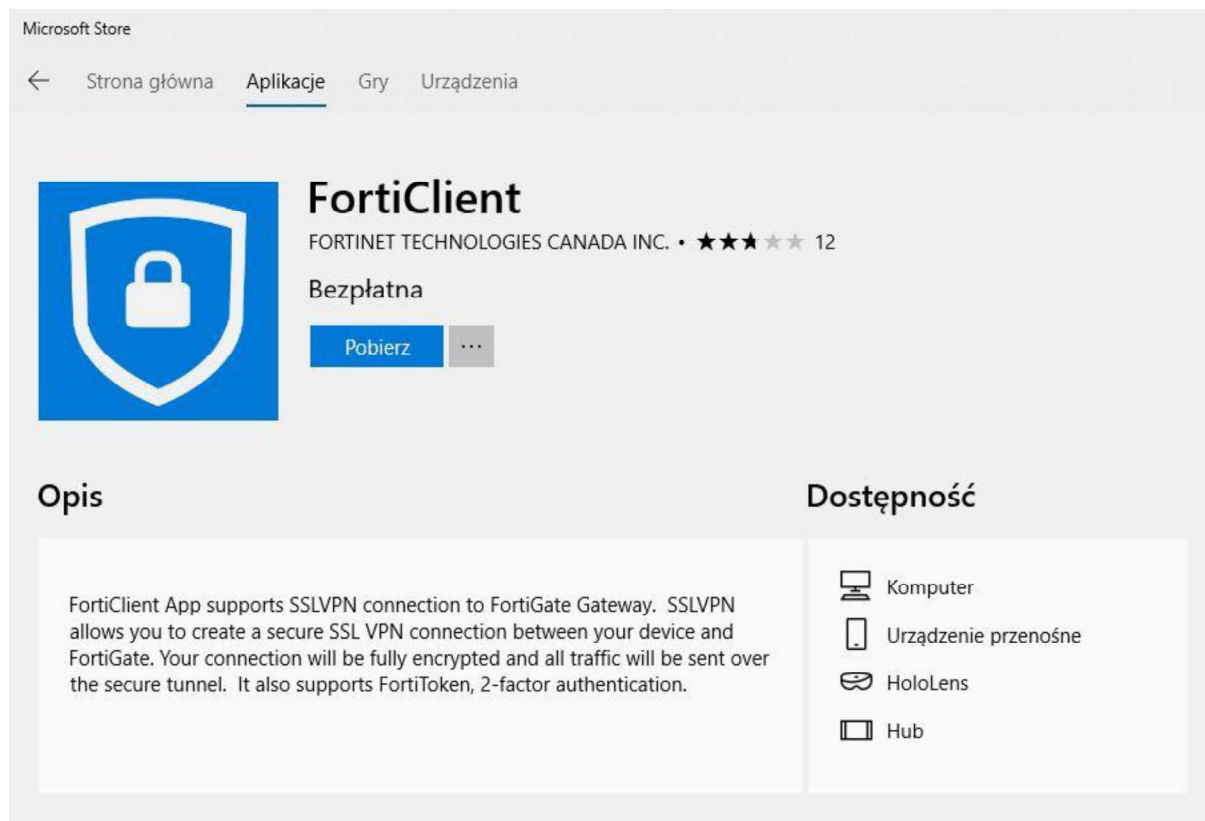 Microsoft Store
Strona główna Aplikacje Gry Urządzenia
FortiClient
FORTINET TECHNOLOGIES CANADA INC. • ★★★★★ 12
Bezpłatna
Pobierz ...
Opis
FortiClient App supports SSLVPN connection to FortiGate Gateway. SSLVPN
allows you to create a secure SSL VPN connection between your device and
FortiGate. Your connection will be fully encrypted and all traffic will be sent over
the secure tunnel. It also supports FortiToken, 2-factor authentication.
Dostępność
Komputer
Urządzenie przenośne
HoloLens
Hub